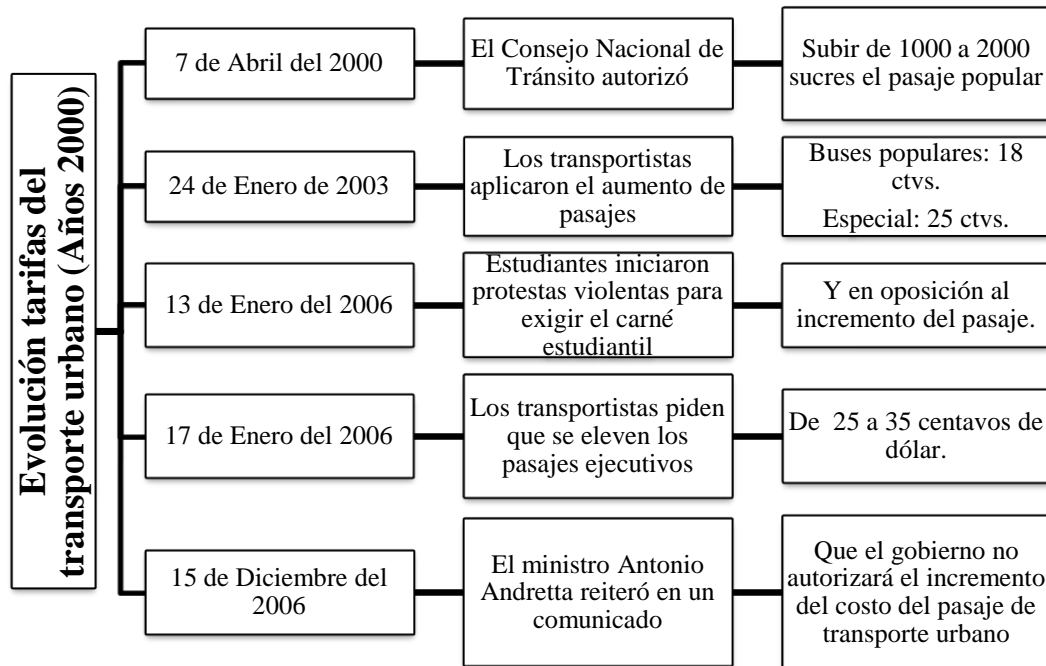 Evolución tarifas del
transporte urbano (Años 2000)
7 de Abril del 2000
El Consejo Nacional de
Tránsito autorizó
Subir de 1000 a 2000
sucres el pasaje popular
24 de Enero de 2003
Los transportistas
aplicaron el aumento de
pasajes
Buses populares: 18
ctvs.
Especial: 25 ctvs.
13 de Enero del 2006
Estudiantes iniciaron
protestas violentas para
exigir el carné
estudiantil
Y en oposición al
incremento del pasaje.
17 de Enero del 2006
Los transportistas piden
que se eleven los
pasajes ejecutivos
De 25 a 35 centavos de
dólar.
15 de Diciembre del
2006
El ministro Antonio
Andretta reiteró en un
comunicado
Que el gobierno no
autorizará el incremento
del costo del pasaje de
transporte urbano